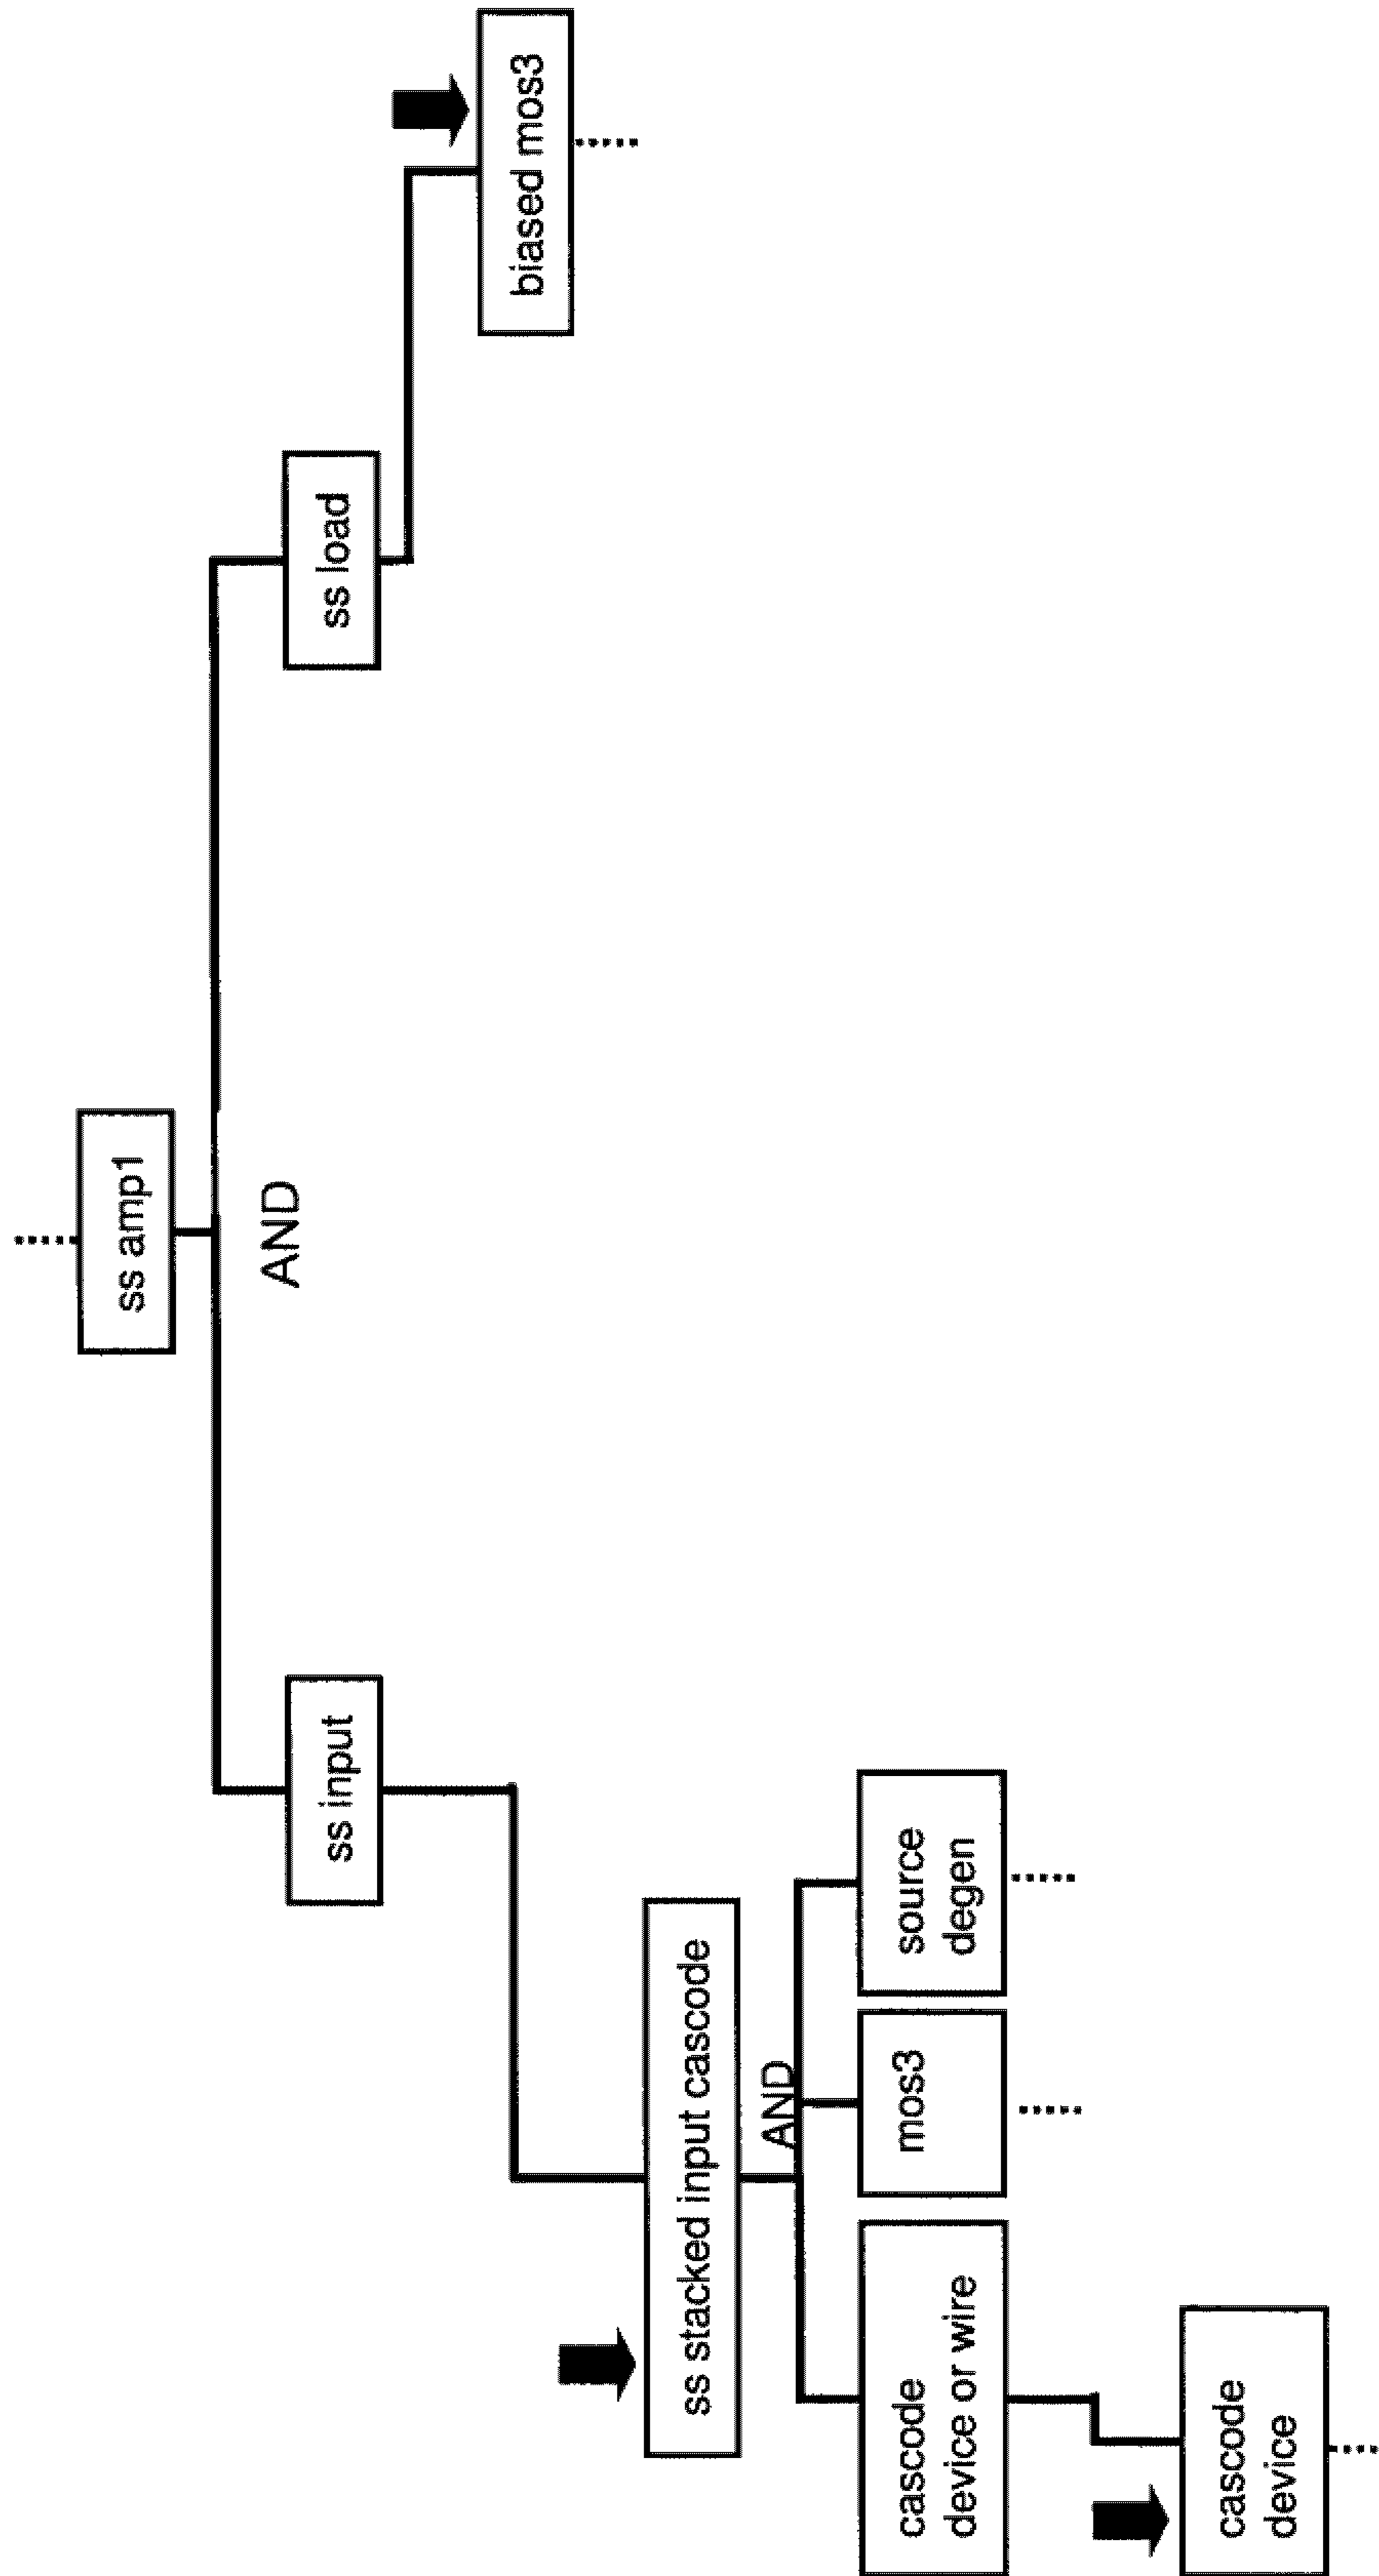 ss amp1
AND
ss input
ss load
biased mos3
ss stacked input cascode
AND
cascode
device or wire
mos3
source
degen
cascode
device